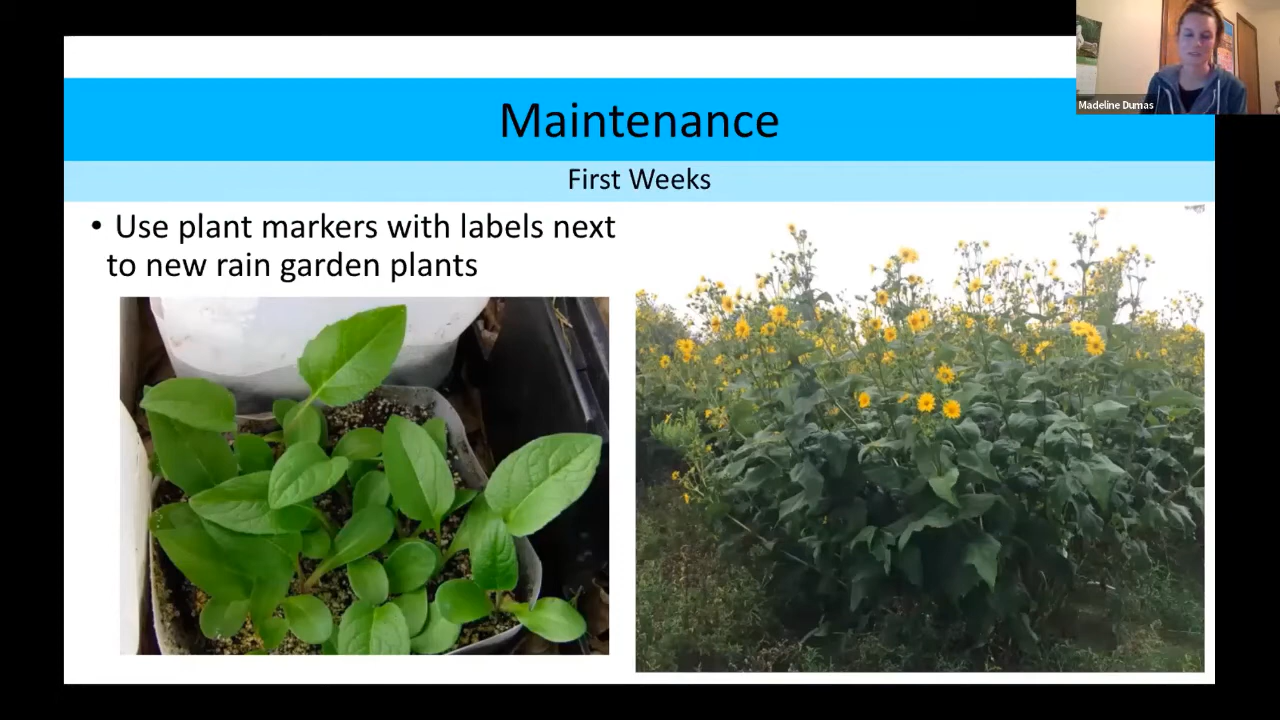 Madeline Dumas
Maintenance
First Weeks
• Use plant markers with labels next
to new rain garden plants